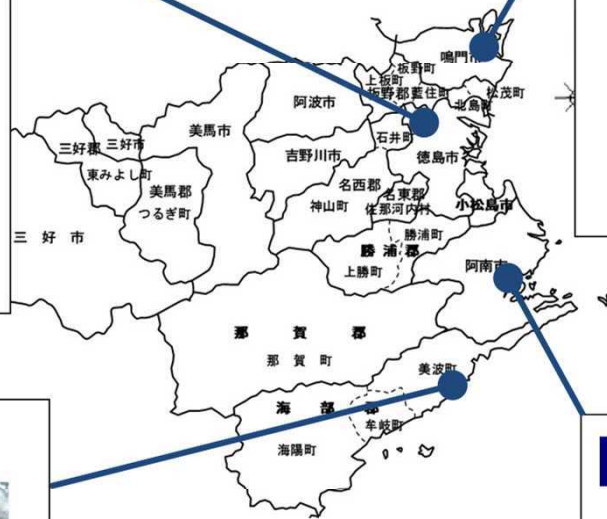 鳴門市
板野町
上板町
板野郡藍住町
松茂町
北島町
阿波市
石井町
徳島市
美馬市
三好郡
三好市
吉野川市
東みよし町
美馬郡
つるぎ町
名西郡
名東郡
神山町
佐那河内村
小松島市
三好市
勝浦町
勝浦郡
上勝町
阿南市
那賀郡
那賀町
美波町
海部郡
牟岐町
海陽町